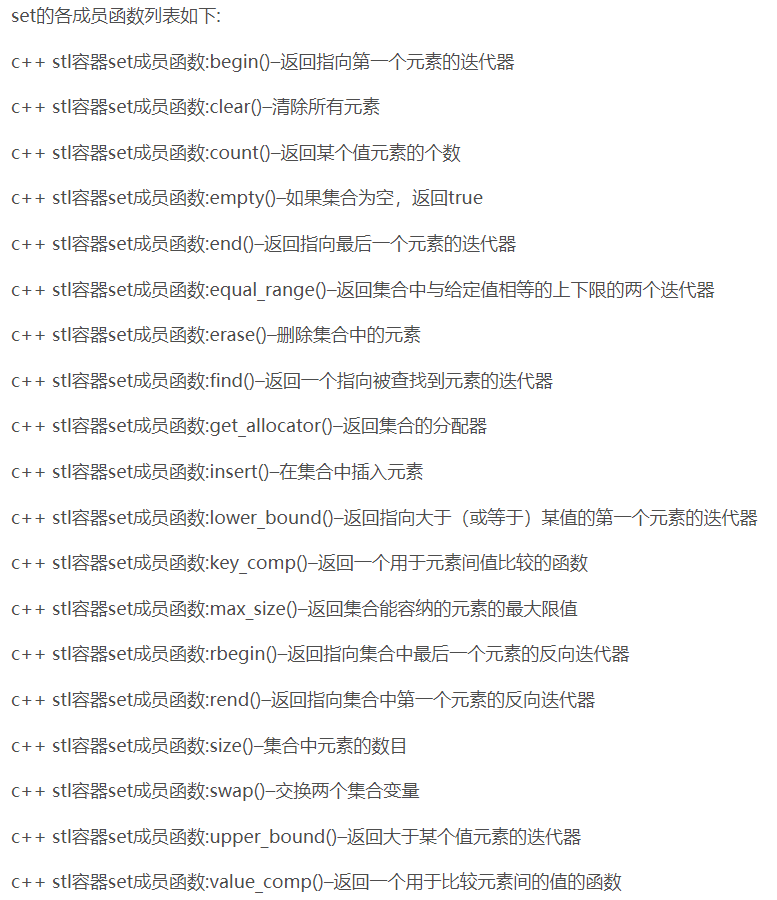 set的各成员函数列表如下:
c++ stl容器set成员函数:begin()–返回指向第一个元素的迭代器
c++ stl容器set成员函数:clear()–清除所有元素
c++ stl容器set成员函数:count()–返回某个值元素的个数
c++ stl容器set成员函数:empty()–如果集合为空，返回true
c++ stl容器set成员函数:end()–返回指向最后一个元素的迭代器
c++ stl容器set成员函数:equal_range()–返回集合中与给定值相等的上下限的两个迭代器
c++ stl容器set成员函数:erase()–删除集合中的元素
c++ stl容器set成员函数:find()–返回一个指向被查找到元素的迭代器
c++ stl容器set成员函数:get_allocator()–返回集合的分配器
c++ stl容器set成员函数:insert()–在集合中插入元素
c++ stl容器set成员函数:lower_bound()–返回指向大于（或等于）某值的第一个元素的迭代器
c++ stl容器set成员函数:key_comp()–返回一个用于元素间值比较的函数
c++ stl容器set成员函数:max_size()–返回集合能容纳的元素的最大限值
c++ stl容器set成员函数:rbegin()–返回指向集合中最后一个元素的反向迭代器
c++ stl容器set成员函数:rend()–返回指向集合中第一个元素的反向迭代器
c++ stl容器set成员函数:size()–集合中元素的数目
c++ stl容器set成员函数:swap()–交换两个集合变量
c++ stl容器set成员函数:upper_bound()–返回大于某个值元素的迭代器
c++ stl容器set成员函数:value_comp()–返回一个用于比较元素间的值的函数